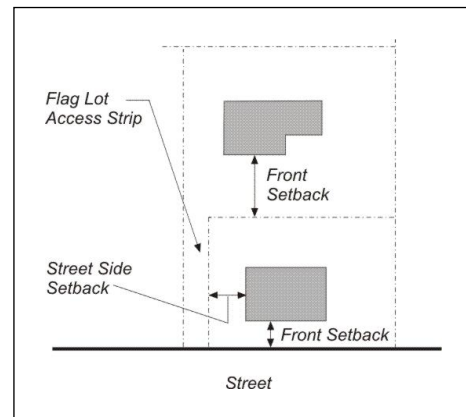 Flag Lot
Access Strip
Front
Setback
Street Side
Setback
Front Setback
Street